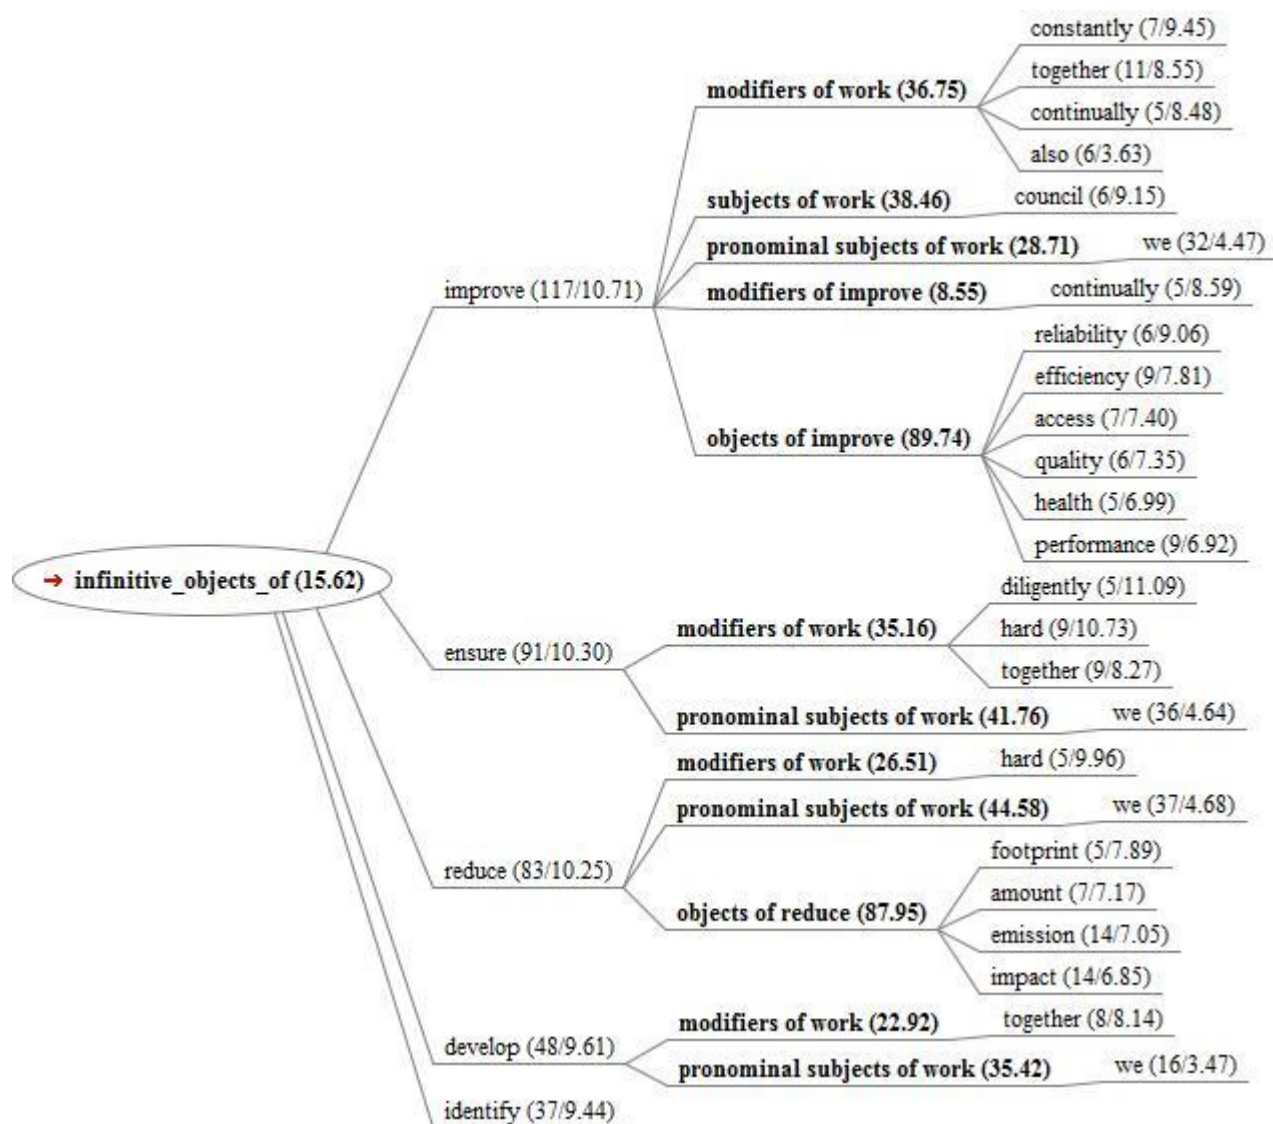 constantly (7/9.45)
together (11/8.55)
modifiers of work (36.75)
continually (5/8.48)
also (6/3.63)
subjects of work (38.46)
council (6/9.15)
pronominal subjects of work (28.71)
we (32/4.47)
improve (117/10.71)
modifiers of improve (8.55)
continually (5/8.59)
reliability (6/9.06)
efficiency (9/7.81)
access (7/7.40)
objects of improve (89.74)
quality (6/7.35)
health (5/6.99)
performance (9/6.92)
→ infinitive_objects_of (15.62)
diligently (5/11.09)
modifiers of work (35.16)
hard (9/10.73)
ensure (91/10.30)
together (9/8.27)
pronominal subjects of work (41.76)
we (36/4.64)
modifiers of work (26.51)
hard (5/9.96)
pronominal subjects of work (44.58)
we (37/4.68)
reduce (83/10.25)
footprint (5/7.89)
amount (7/7.17)
objects of reduce (87.95)
emission (14/7.05)
impact (14/6.85)
modifiers of work (22.92)
together (8/8.14)
develop (48/9.61)
pronominal subjects of work (35.42)
we (16/3.47)
identify (37/9.44)